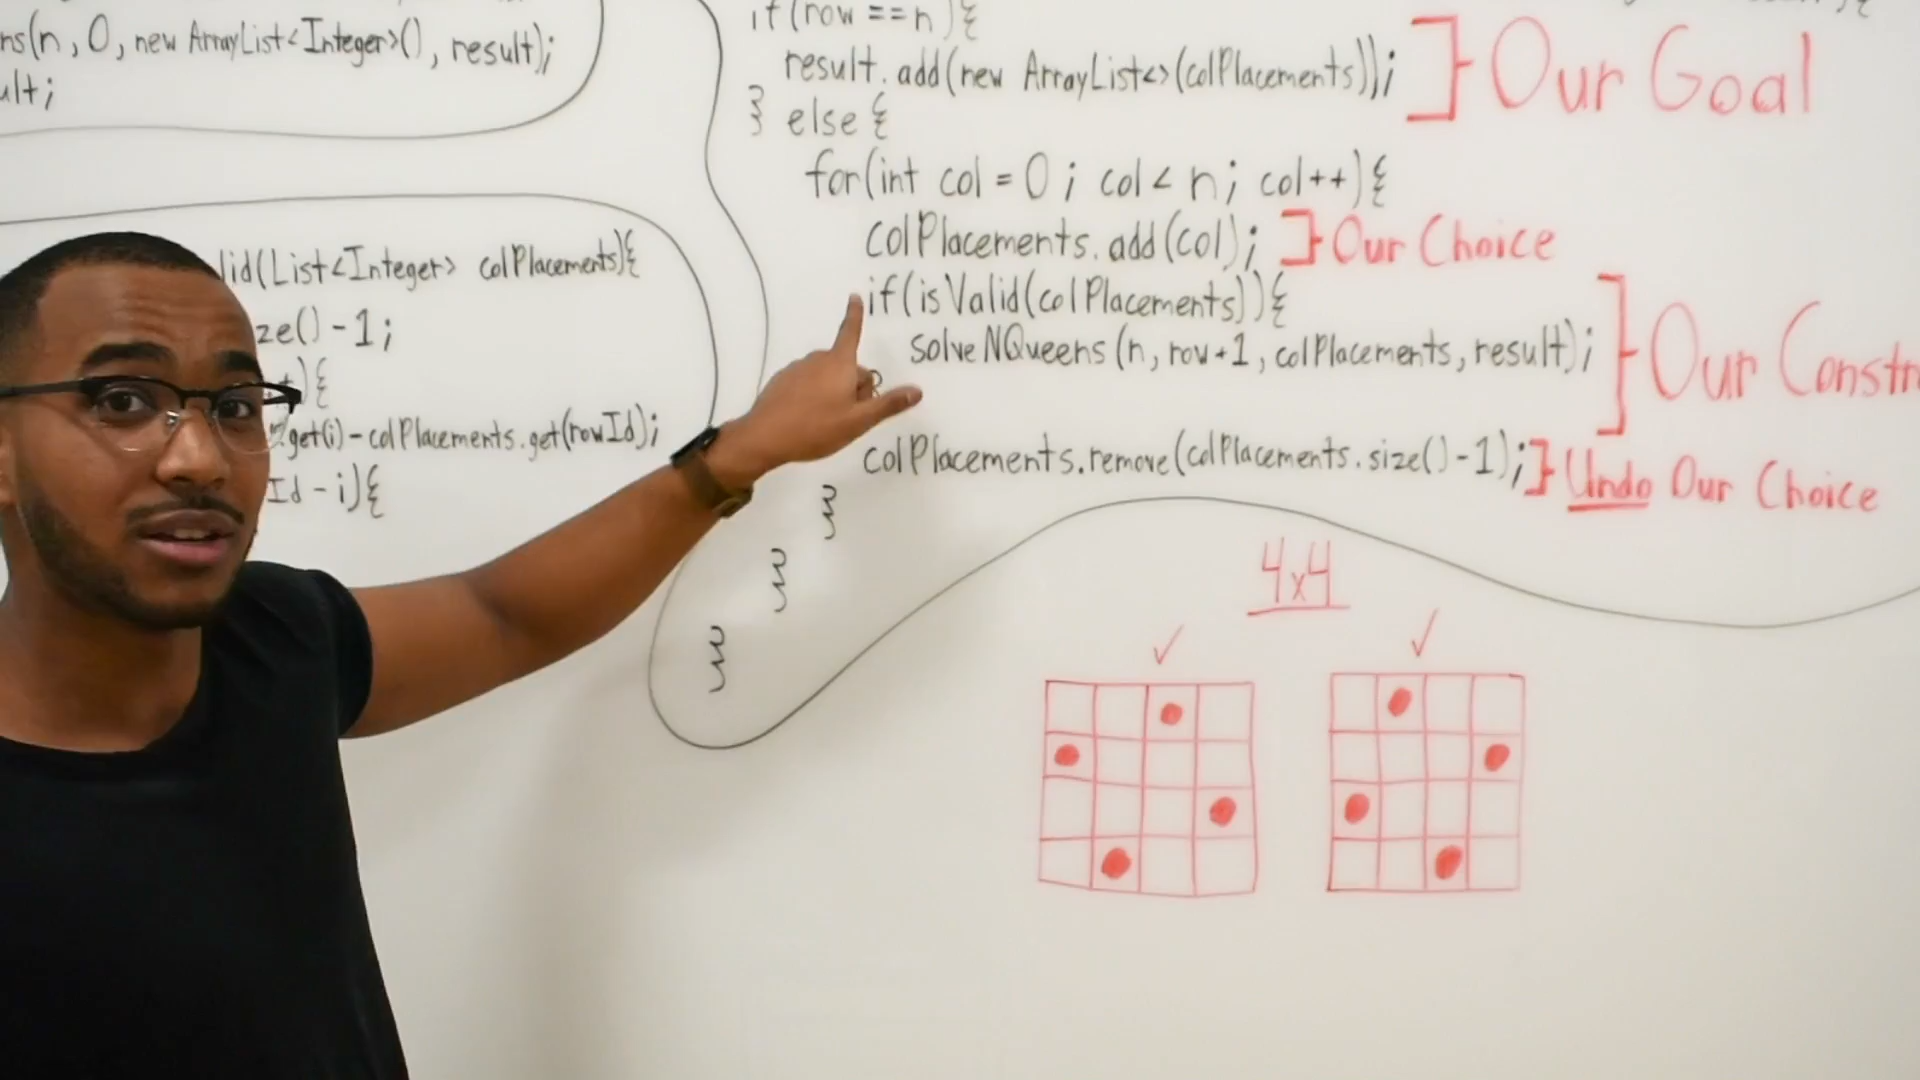 ns(n, 0, new ArrayList<Integer>(), result);
ult;
lid(List<Integer> colPlacements){
ze() - 1;
){
.get(i) - colPlacements.get(rowId);
Id - i){
if(row == n){
result.add(new ArrayList<>(colPlacements));
} else {
for(int col = 0; col < n; col++){
colPlacements.add(col);
if(isValid(colPlacements)){
solveNQueens(n, row+1, colPlacements, result);
colPlacements.remove(colPlacements.size() - 1);
}
}
}
] Our Goal
] Our Choice
] Our Constr
] Undo Our Choice
4x4
✓ ✓